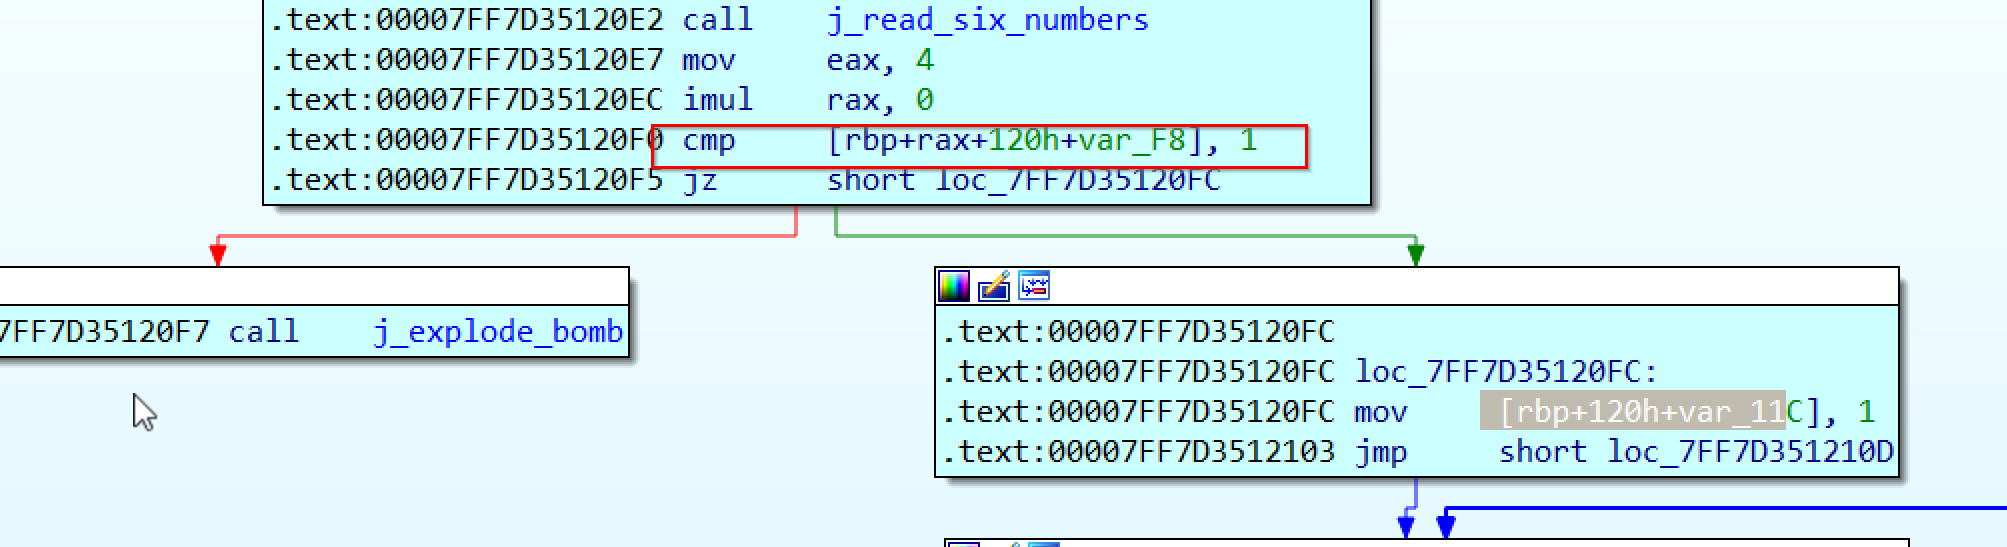 .text:00007FF7D35120E2 call j_read_six_numbers
.text:00007FF7D35120E7 mov eax, 4
.text:00007FF7D35120EC imul rax, 0
.text:00007FF7D35120F0 cmp [rbp+rax+120h+var_F8], 1
.text:00007FF7D35120F5 jz short loc_7FF7D35120FC
7FF7D35120F7 call j_explode_bomb
.text:00007FF7D35120FC
.text:00007FF7D35120FC loc_7FF7D35120FC:
.text:00007FF7D35120FC mov [rbp+120h+var_11C], 1
.text:00007FF7D3512103 jmp short loc_7FF7D351210D